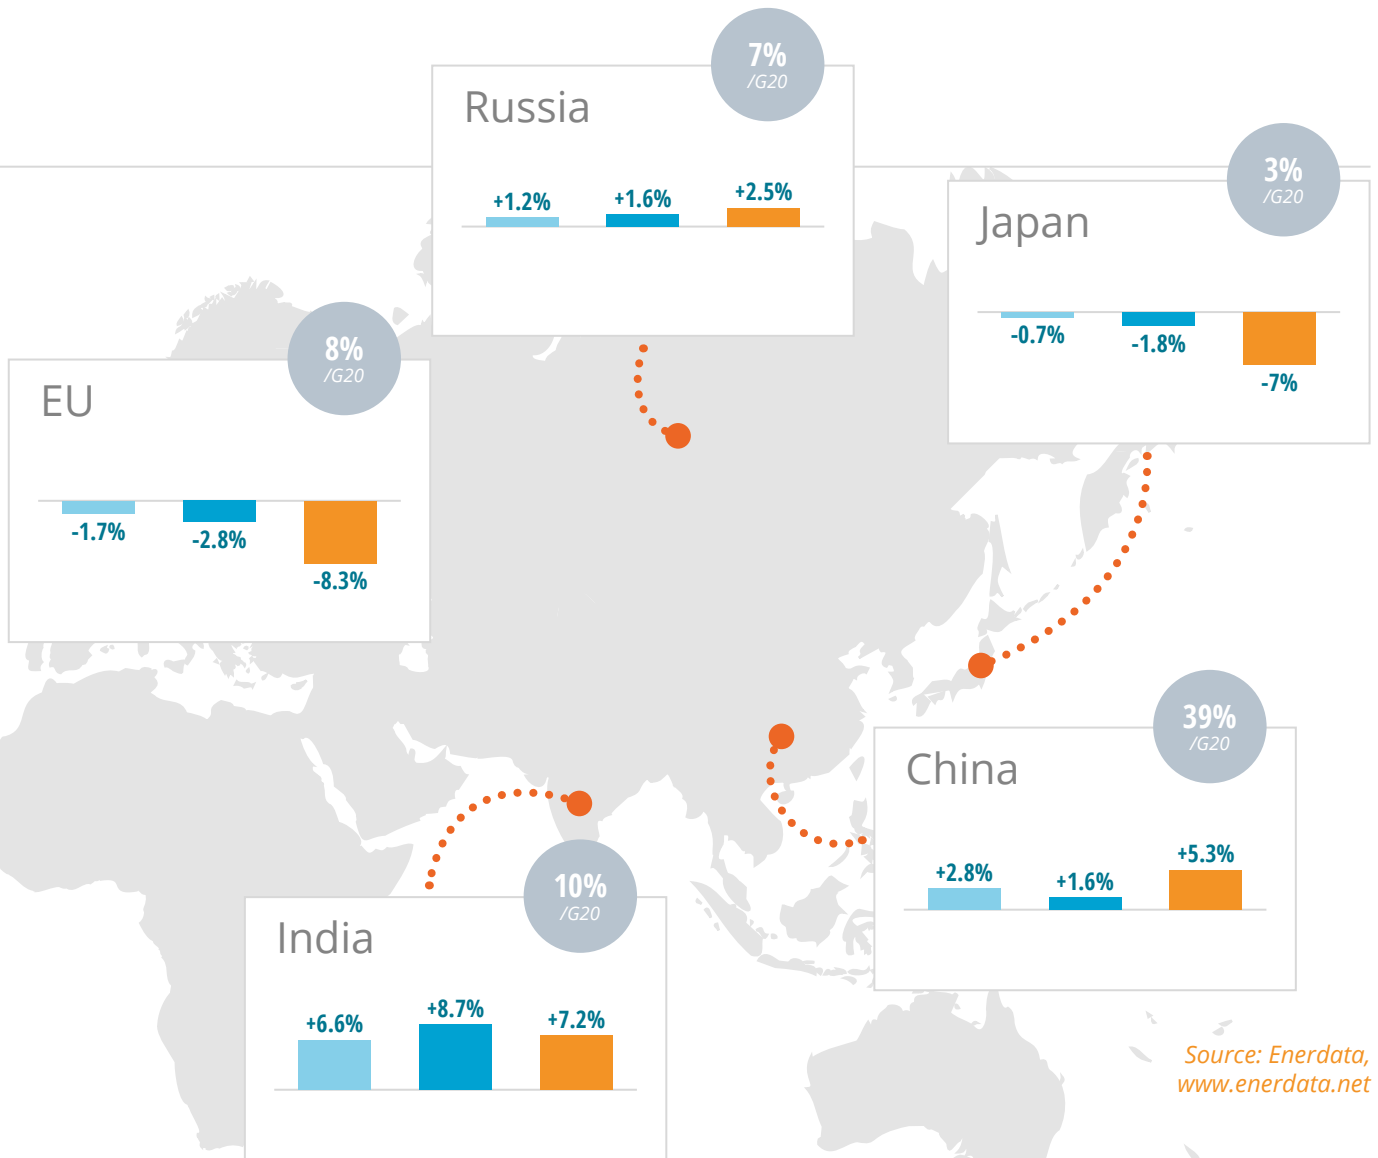 7%
/G20
Russia
+1.2%
+1.6%
+2.5%
3%
/G20
Japan
-0.7%
-1.8%
-7%
8%
/G20
EU
-1.7%
-2.8%
-8.3%
39%
/G20
China
+2.8%
+1.6%
+5.3%
10%
/G20
India
+6.6%
+8.7%
+7.2%
Source: Enerdata,
www.enerdata.net